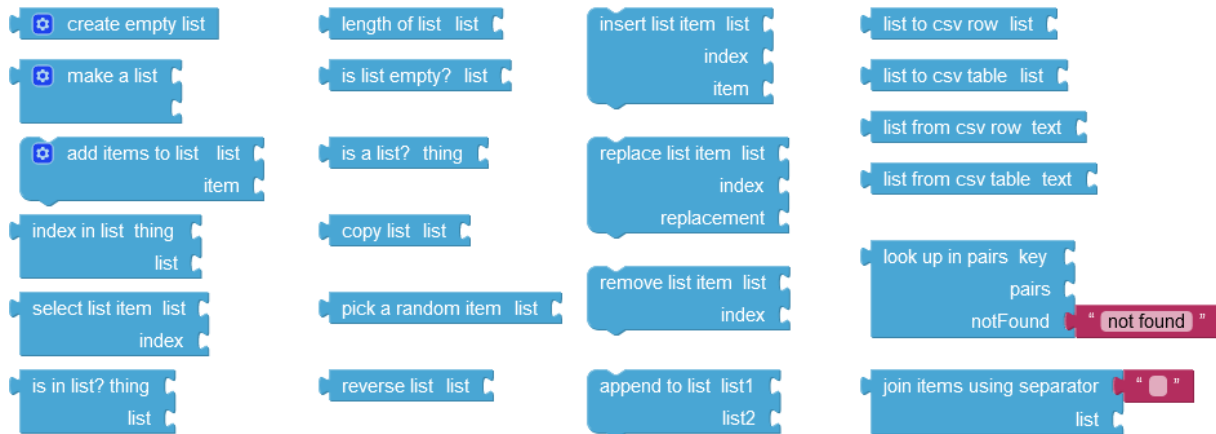 create empty list
make a list
add items to list list
item
index in list thing
list
select list item list
index
is in list? thing
list
length of list list
is list empty? list
is a list? thing
copy list list
pick a random item list
reverse list list
insert list item list
index
item
replace list item list
index
replacement
remove list item list
index
append to list list1
list2
list to csv row list
list to csv table list
list from csv row text
list from csv table text
look up in pairs key
pairs
notFound “ not found ”
join items using separator “ ”
list